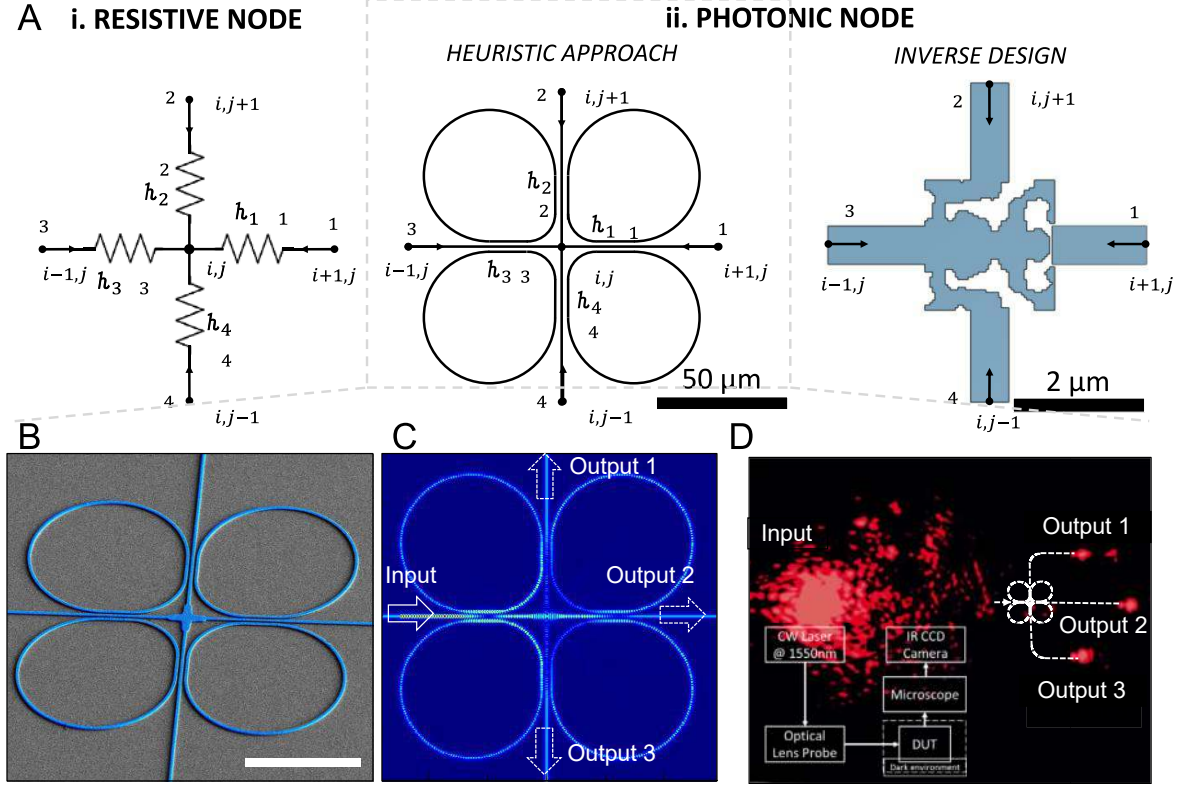 A
i. RESISTIVE NODE
ii. PHOTONIC NODE
HEURISTIC APPROACH
INVERSE DESIGN
2
i,j+1
2
h2
h1 1
1
3
i-1,j
h3 3
i,j
i+1,j
h4
4
4
i,j-1
2
i,j+1
h2
2
h1 1
1
3
i-1,j
h3 3
i,j
i+1,j
h4
4
4
i,j-1
50 μm
2
i,j+1
3
1
i-1,j
i+1,j
4
i,j-1
2 μm
B
C
Output 1
Input
Output 2
Output 3
D
Input
Output 1
Output 2
Output 3
CW Laser
@ 1550nm
IR CCD
Camera
Microscope
Optical
Lens Probe
DUT
Dark environment